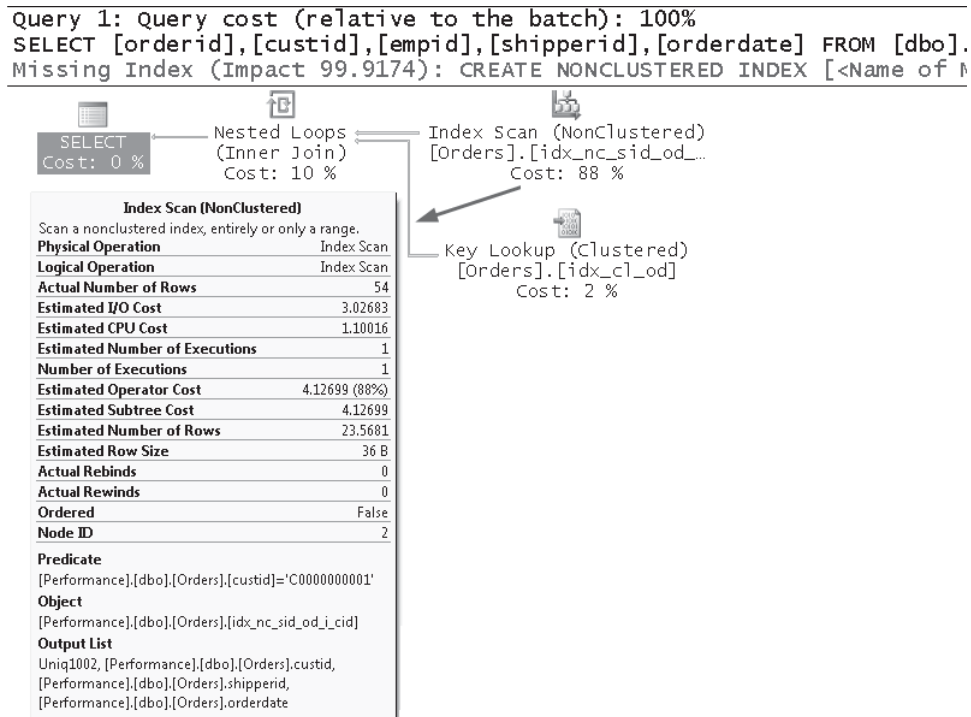 Query 1: Query cost (relative to the batch): 100%
SELECT [orderid],[custid],[empid],[shipperid],[orderdate] FROM [dbo].
Missing Index (Impact 99.9174): CREATE NONCLUSTERED INDEX [<Name of M
SELECT
Cost: 0 %
Nested Loops
(Inner Join)
Cost: 10 %
Index Scan (NonClustered)
[Orders].[idx_nc_sid_od_…
Cost: 88 %
Key Lookup (Clustered)
[Orders].[idx_cl_od]
Cost: 2 %
Index Scan (NonClustered)
Scan a nonclustered index, entirely or only a range.
Physical Operation Index Scan
Logical Operation Index Scan
Actual Number of Rows 54
Estimated I/O Cost 3.02683
Estimated CPU Cost 1.10016
Estimated Number of Executions 1
Number of Executions 1
Estimated Operator Cost 4.12699 (88%)
Estimated Subtree Cost 4.12699
Estimated Number of Rows 23.5681
Estimated Row Size 36 B
Actual Rebinds 0
Actual Rewinds 0
Ordered False
Node ID 2
Predicate
[Performance].[dbo].[Orders].[custid]='C0000000001'
Object
[Performance].[dbo].[Orders].[idx_nc_sid_od_i_cid]
Output List
Uniq1002, [Performance].[dbo].[Orders].custid,
[Performance].[dbo].[Orders].shipperid,
[Performance].[dbo].[Orders].orderdate